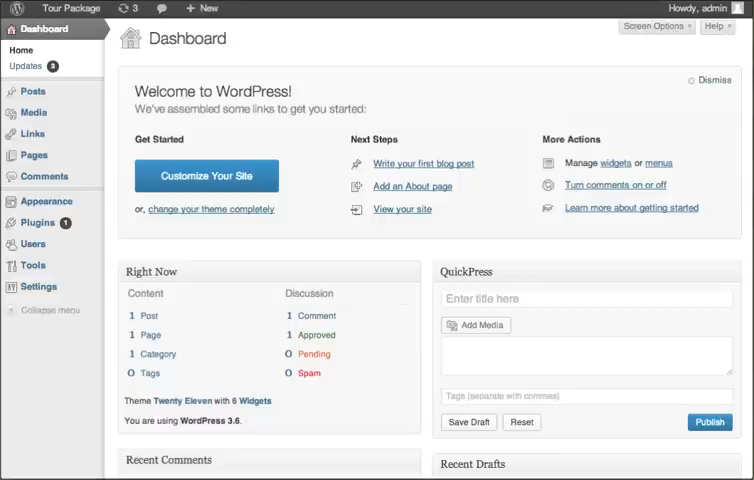 Tour Package 3 + New Howdy, admin
Dashboard
Home
Updates 3
Posts
Media
Links
Pages
Comments
Appearance
Plugins 1
Users
Tools
Settings
Collapse menu
Screen Options Help
Dashboard
Dismiss
Welcome to WordPress!
We've assembled some links to get you started:
Get Started
Customize Your Site
or, change your theme completely
Next Steps
Write your first blog post
Add an About page
View your site
More Actions
Manage widgets or menus
Turn comments on or off
Learn more about getting started
Right Now
Content Discussion
1 Post 1 Comment
1 Page 1 Approved
1 Category 0 Pending
0 Tags 0 Spam
Theme Twenty Eleven with 6 Widgets
You are using WordPress 3.6.
Recent Comments
QuickPress
Enter title here
Add Media
Tags (separate with commas)
Save Draft Reset Publish
Recent Drafts